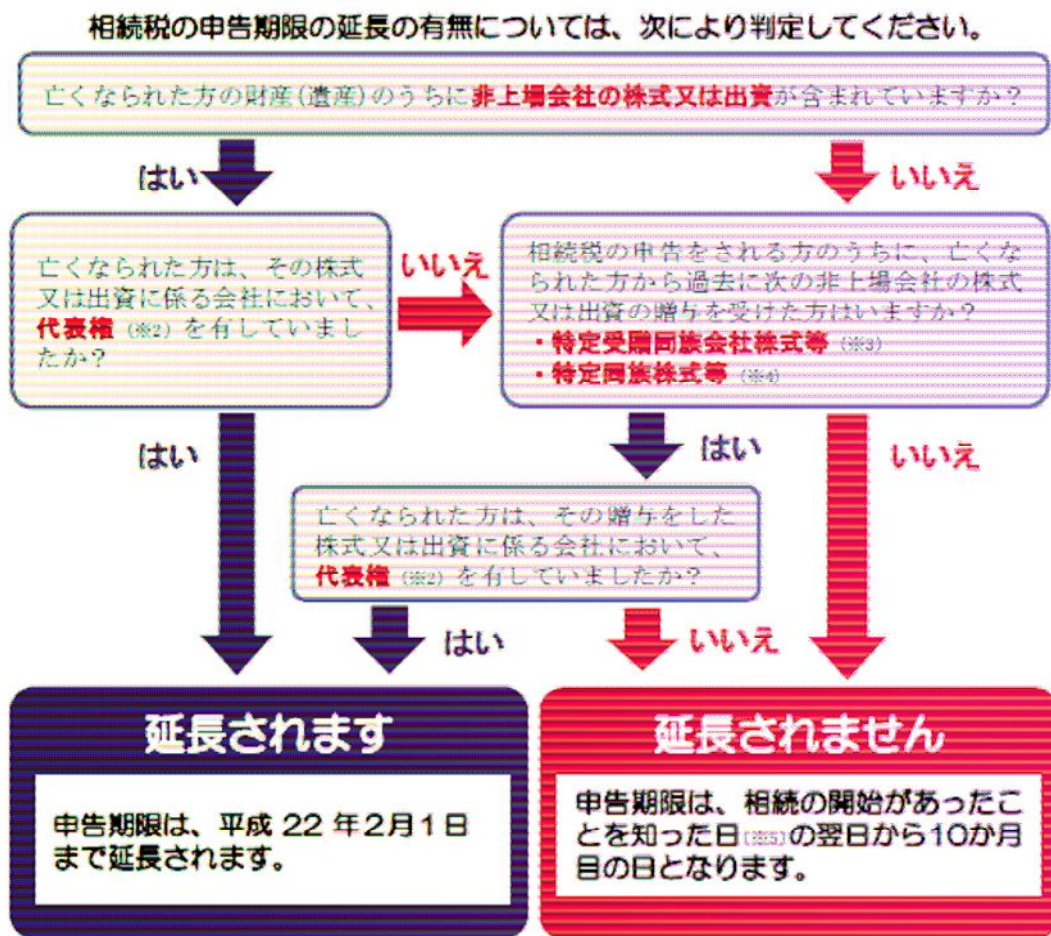 相続税の申告期限の延長の有無については、次により判定してください。
亡くなられた方の財産(遺産)のうちに非上場会社の株式又は出資が含まれていますか?
はい
いいえ
亡くなられた方は、その株式
又は出資に係る会社において、
代表権(※2)を有していまし
たか?
いいえ
相続税の申告をされる方のうちに、亡くな
られた方から過去に次の非上場会社の株式
又は出資の贈与を受けた方はいますか?
・特定受贈同族会社株式等(※3)
・特定同族株式等(※4)
はい
はい
いいえ
亡くなられた方は、その贈与をした
株式又は出資に係る会社において、
代表権(※2)を有していましたか?
はい
いいえ
延長されます
申告期限は、平成 22 年2月1日
まで延長されます。
延長されません
申告期限は、相続の開始があったこ
とを知った日(※5)の翌日から10か月
目の日となります。